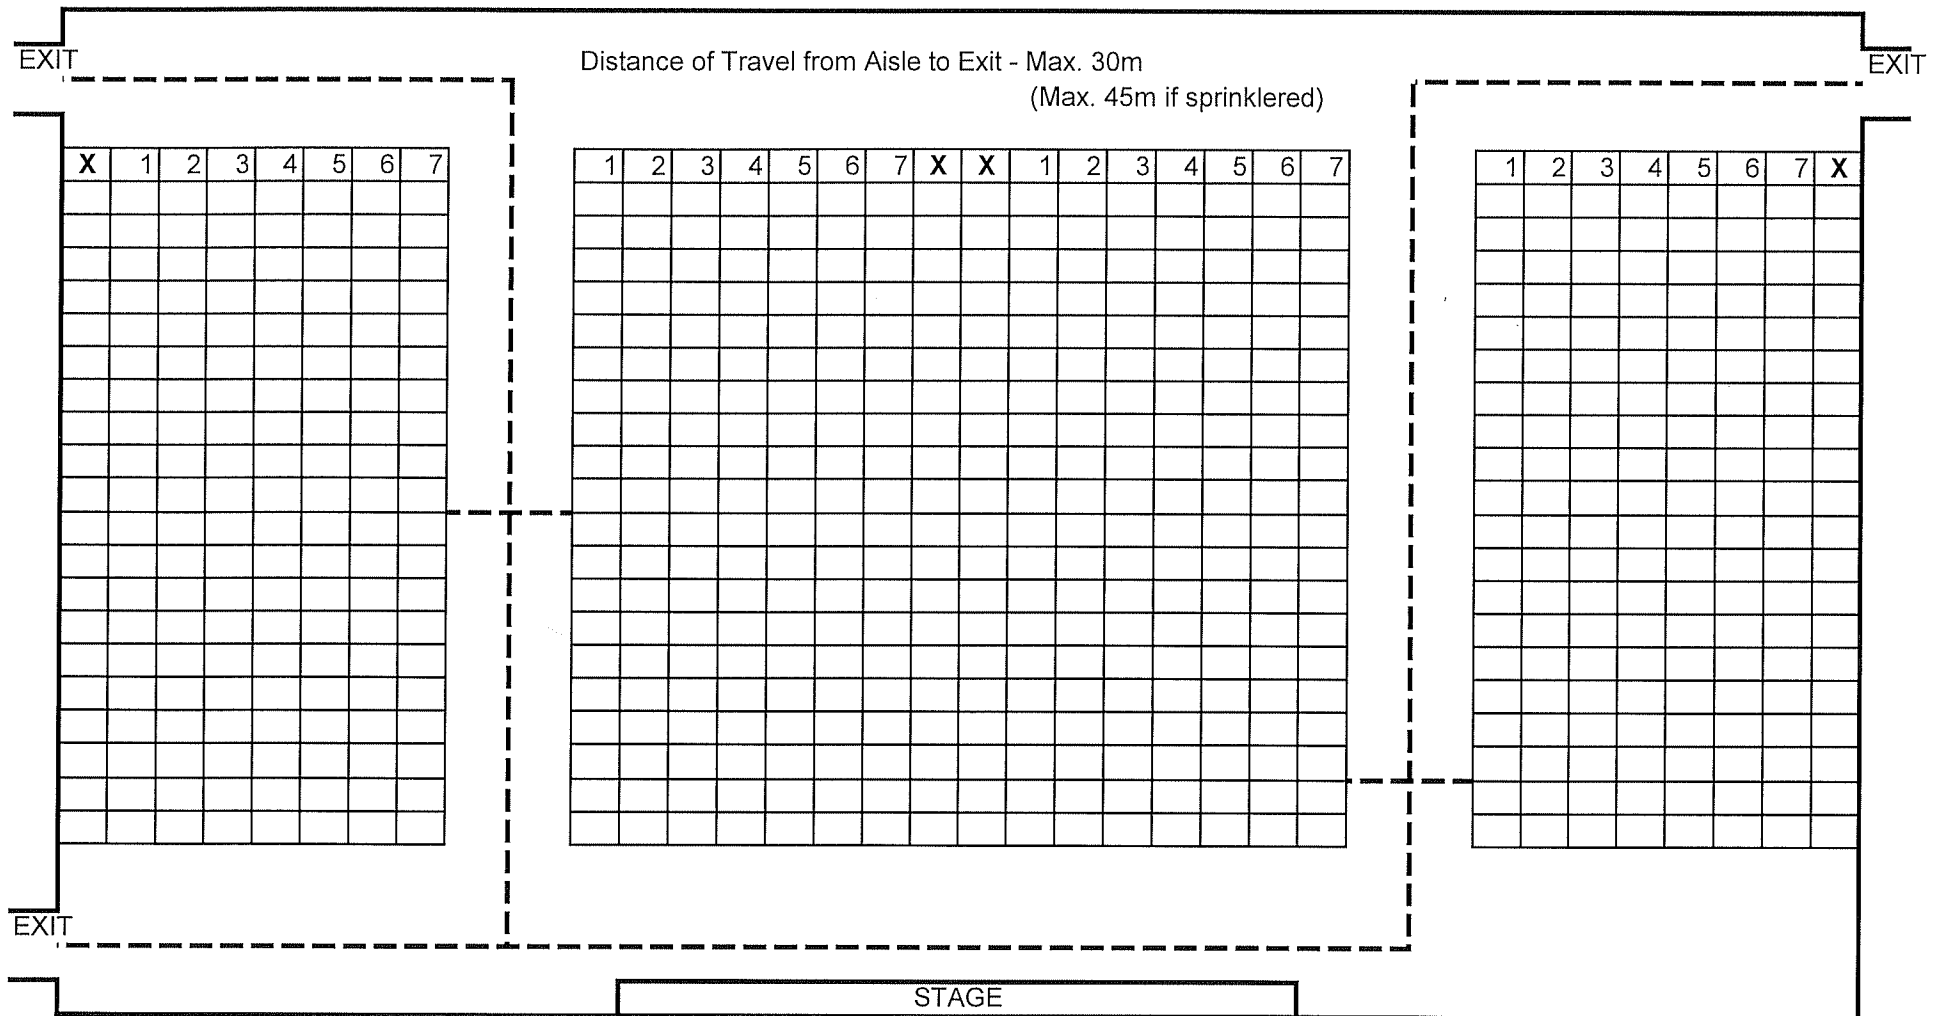 EXIT
Distance of Travel from Aisle to Exit - Max. 30m
EXIT
(Max. 45m if sprinklered)
X 1 2 3 4 5 6 7
1 2 3 4 5 6 7 X X 1 2 3 4 5 6 7
1 2 3 4 5 6 7 X
EXIT
STAGE